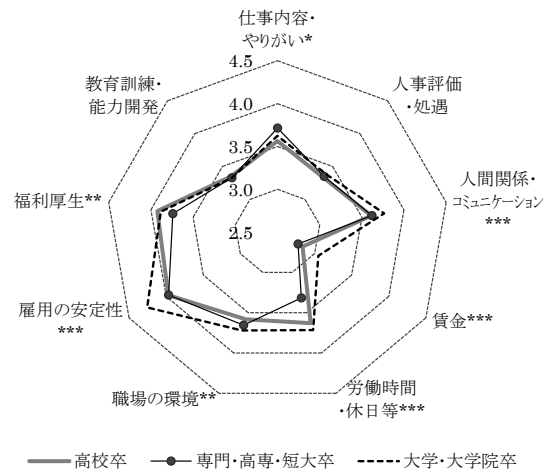 仕事内容・
やりがい*
人事評価
・処遇
人間関係・
コミュニケーション
***
賃金***
労働時間
・休日等***
職場の環境**
雇用の安定性
***
福利厚生**
教育訓練・
能力開発
4.5
4.0
3.5
3.0
2.5
高校卒 専門・高専・短大卒 大学・大学院卒